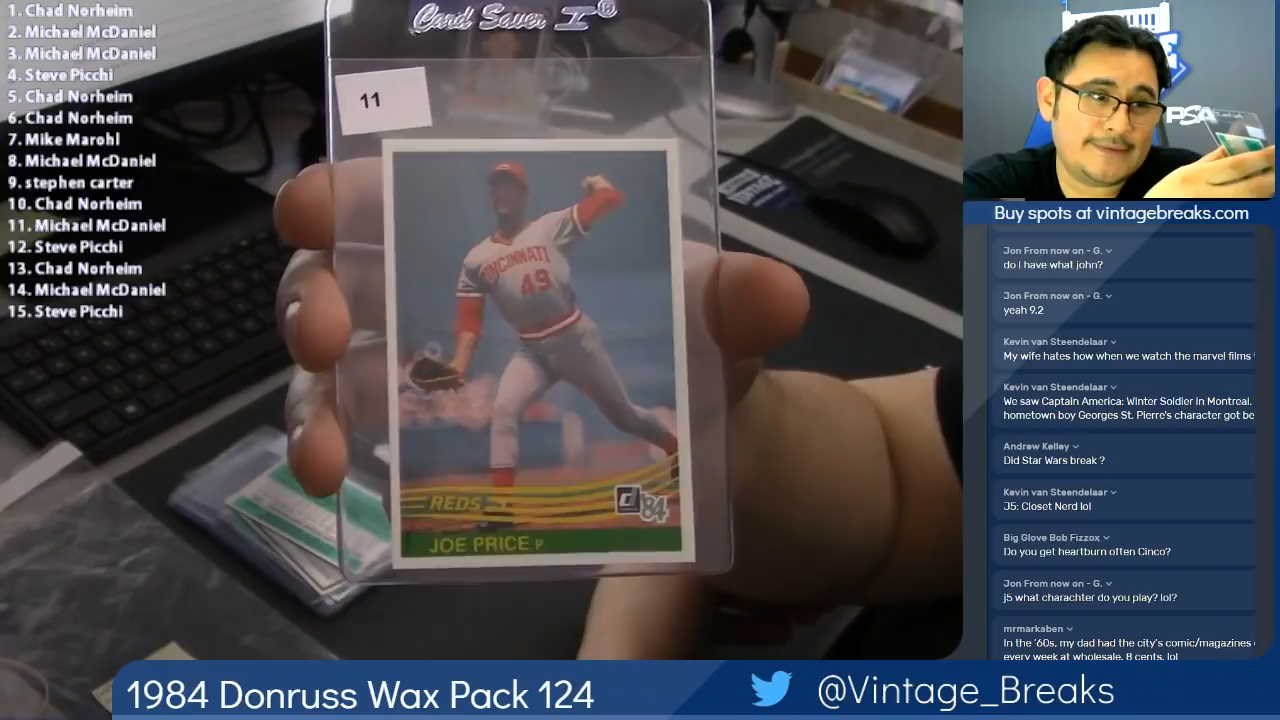 1. Chad Norheim
2. Michael McDaniel
3. Michael McDaniel
4. Steve Picchi
5. Chad Norheim
6. Chad Norheim
7. Mike Marohl
8. Michael McDaniel
9. stephen carter
10. Chad Norheim
11. Michael McDaniel
12. Steve Picchi
13. Chad Norheim
14. Michael McDaniel
15. Steve Picchi
Card Saver I®
11
CINCINNATI
49
REDS
d '84
JOE PRICE P
PSA
Buy spots at vintagebreaks.com
Jon From now on - G.
do I have what john?
Jon From now on - G.
yeah 9.2
Kevin van Steendelaar
My wife hates how when we watch the marvel films
Kevin van Steendelaar
We saw Captain America: Winter Soldier in Montreal.
hometown boy Georges St. Pierre's character got be
Andrew Kelley
Did Star Wars break ?
Kevin van Steendelaar
J5: Closet Nerd lol
Big Glove Bob Fizzox
Do you get heartburn often Cinco?
Jon From now on - G.
j5 what charachter do you play? lol?
mrmarkaben
In the '60s, my dad had the city's comic/magazines
every week at wholesale. 8 cents. lol
1984 Donruss Wax Pack 124
@Vintage_Breaks